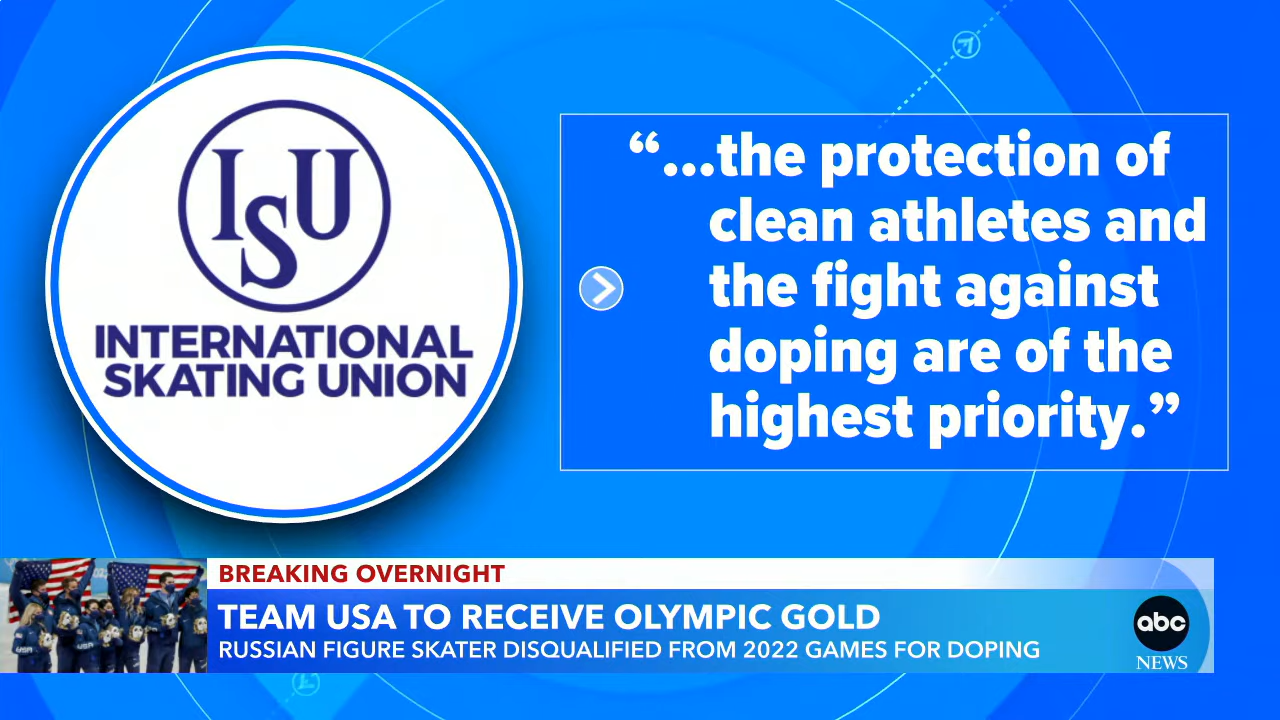 ISU
INTERNATIONAL
SKATING UNION
“...the protection of
clean athletes and
the fight against
doping are of the
highest priority.”
BREAKING OVERNIGHT
TEAM USA TO RECEIVE OLYMPIC GOLD
RUSSIAN FIGURE SKATER DISQUALIFIED FROM 2022 GAMES FOR DOPING
abc
NEWS